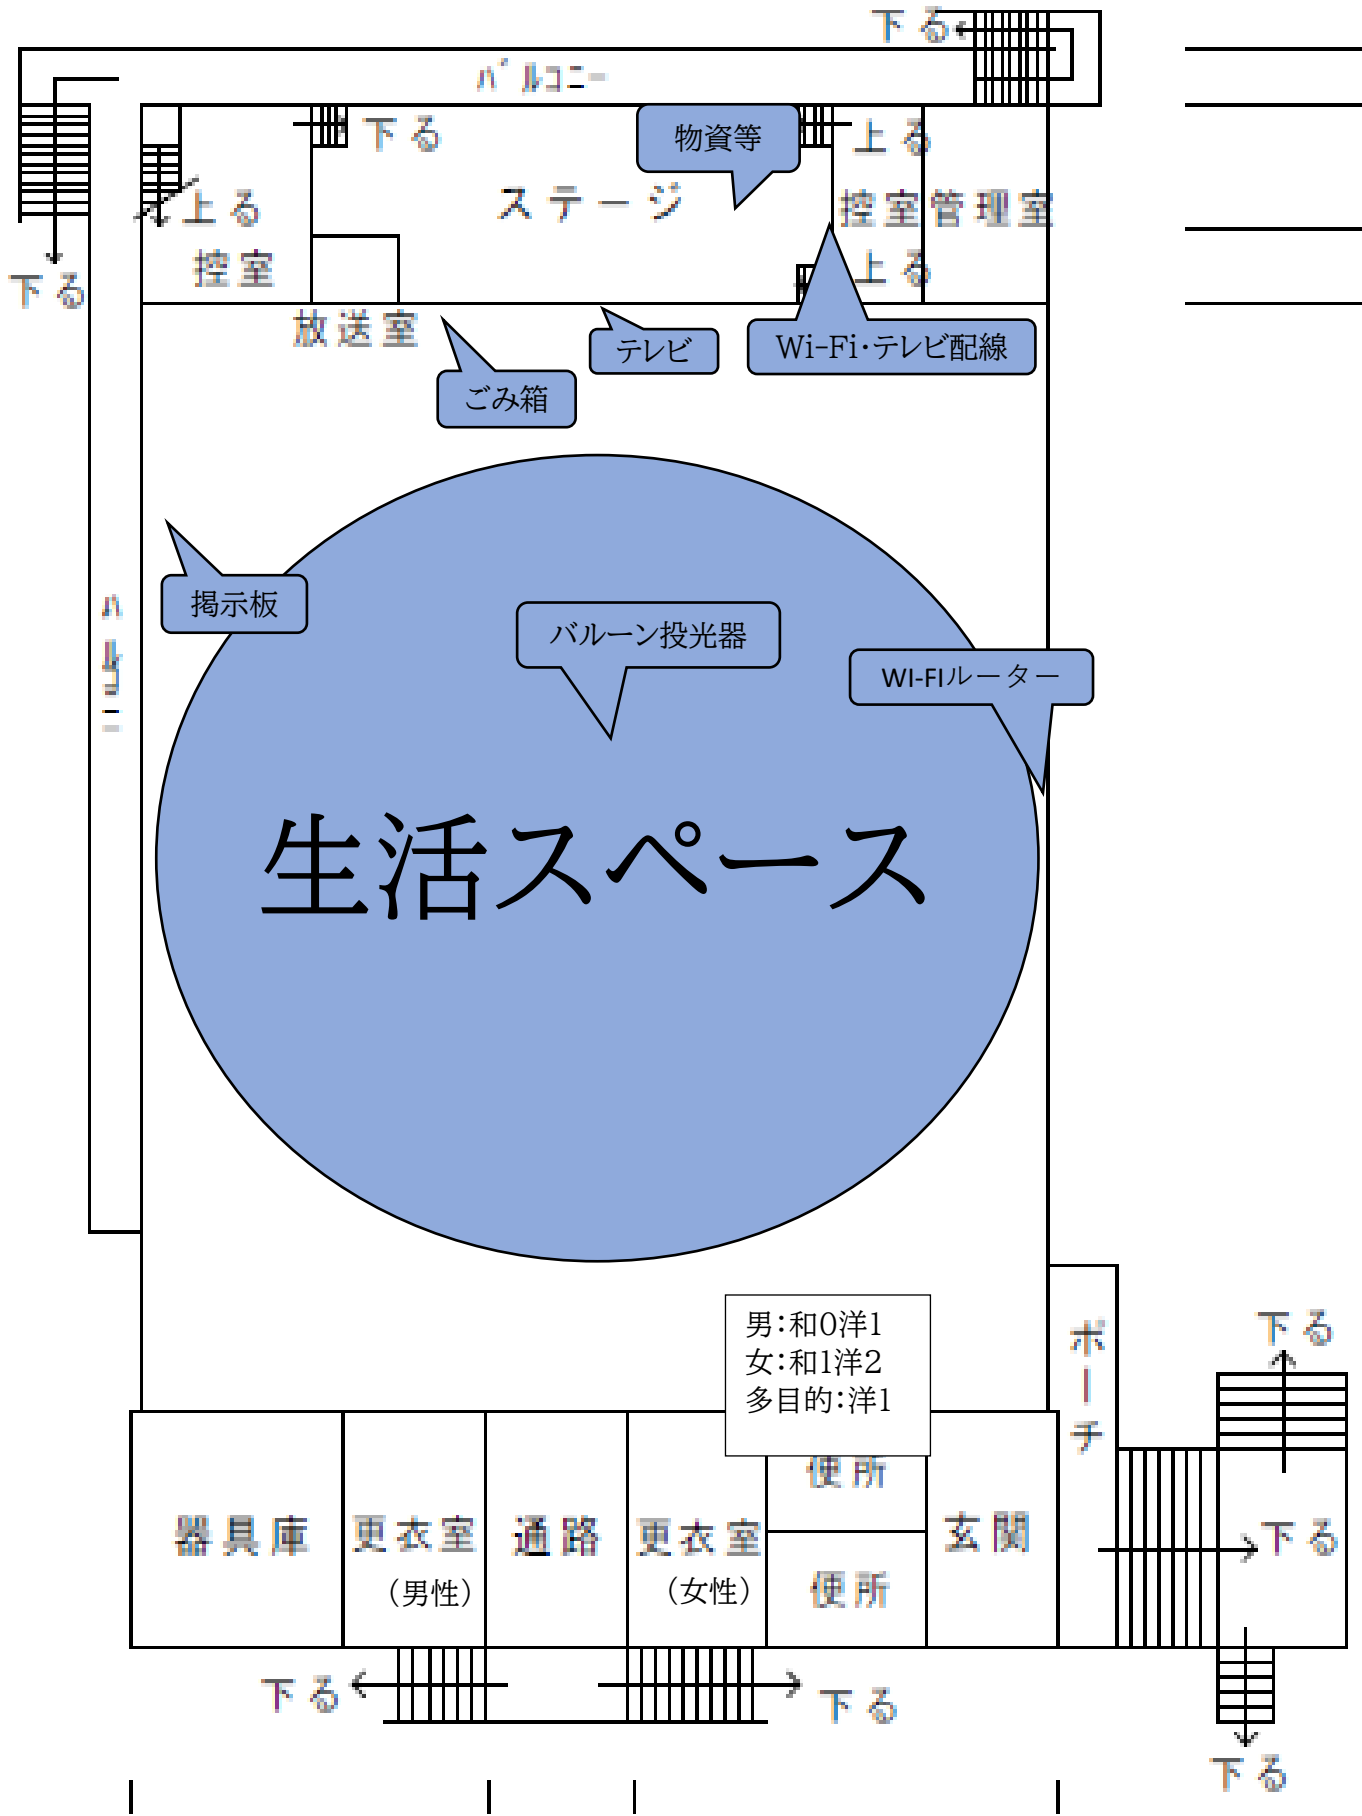 下る
バルコニー
下る
物資等
上る
上る
ステージ
控室
管理室
控室
上る
下る
放送室
テレビ
Wi-Fi・テレビ配線
ごみ箱
掲示板
バルコニー
バルーン投光器
WI-FIルーター
生活スペース
男：和0洋1
女：和1洋2
多目的：洋1
ポーチ
下る
便所
器具庫
更衣室
（男性）
通路
更衣室
（女性）
便所
玄関
下る
下る
下る
下る